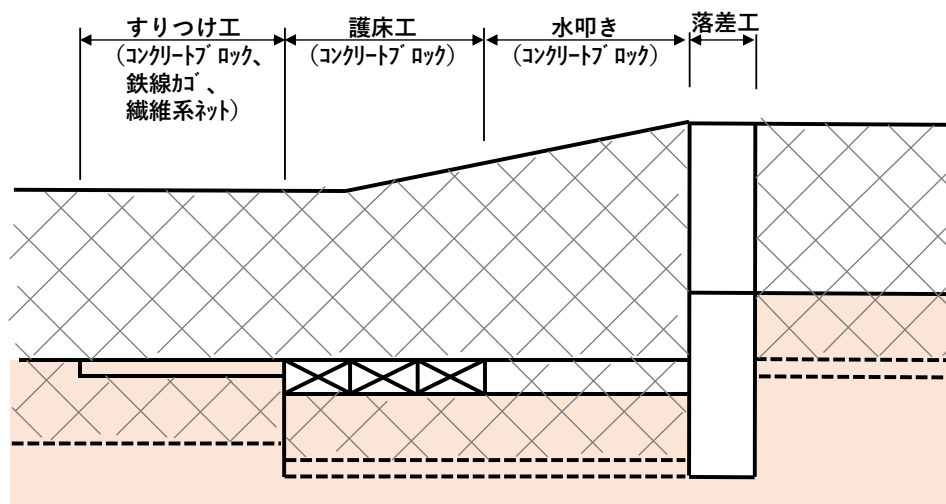 すりつけ工
(ｺﾝｸﾘｰﾄﾌﾞﾛｯｸ、
鉄線ｶｺﾞ、
繊維系ﾈｯﾄ)
護床工
(ｺﾝｸﾘｰﾄﾌﾞﾛｯｸ)
水叩き
(ｺﾝｸﾘｰﾄﾌﾞﾛｯｸ)
落差工